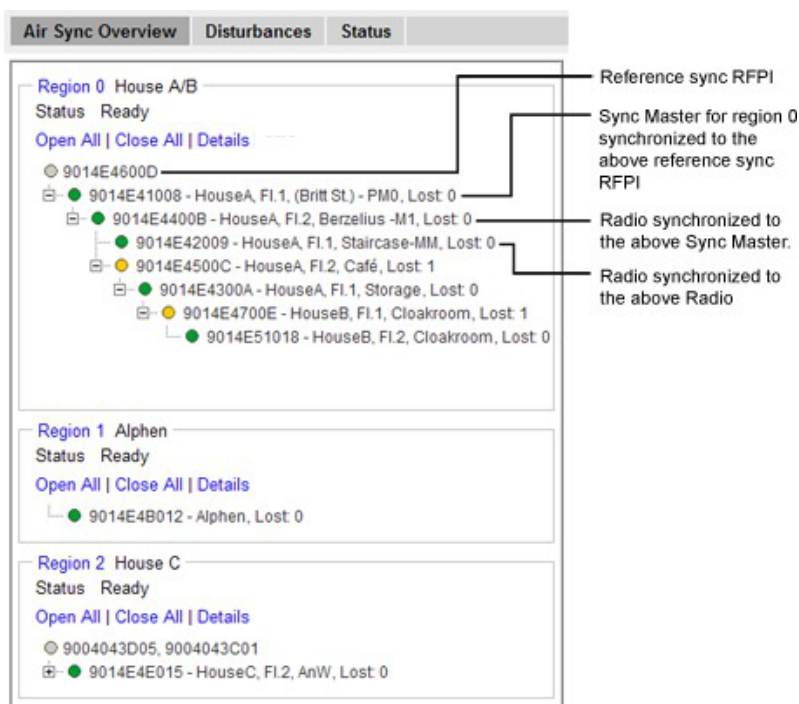 Air Sync Overview Disturbances Status
Region 0 House A/B
Status Ready
Open All | Close All | Details
9014E4600D
9014E41008 - HouseA, Fl.1, (Britt St.) - PM0, Lost: 0
9014E4400B - HouseA, Fl.2, Berzelius -M1, Lost: 0
9014E42009 - HouseA, Fl.1, Staircase-MM, Lost: 0
9014E4500C - HouseA, Fl.2, Café, Lost: 1
9014E4300A - HouseA, Fl.1, Storage, Lost: 0
9014E4700E - HouseB, Fl.1, Cloakroom, Lost: 1
9014E51018 - HouseB, Fl.2, Cloakroom, Lost: 0
Reference sync RFPI
Sync Master for region 0
synchronized to the
above reference sync
RFPI
Radio synchronized to
the above Sync Master.
Radio synchronized to
the above Radio
Region 1 Alphen
Status Ready
Open All | Close All | Details
9014E4B012 - Alphen, Lost: 0
Region 2 House C
Status Ready
Open All | Close All | Details
9004043D05, 9004043C01
9014E4E015 - HouseC, Fl.2, AnW, Lost: 0